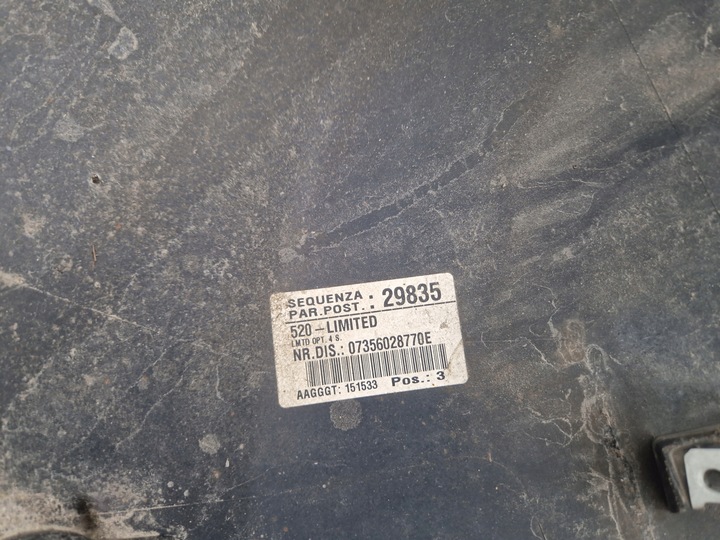 SEQUENZA
PAR.POST. : 29835
520-LIMITED
LMTD OPT. 4 S.
NR.DIS.: 07356028770E
AAGGGT: 151533 Pos.: 3